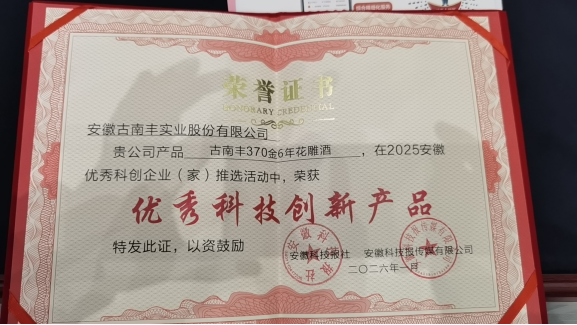 荣誉证书
HONORARY CREDENTIAL
安徽古南丰实业股份有限公司
贵公司产品 古南丰370金6年花雕酒 ，在2025安徽
优秀科创企业（家）推选活动中，荣获
优秀科技创新产品
特发此证，以资鼓励
安徽科技报社 安徽科技报传媒有限公司
二〇二六年一月